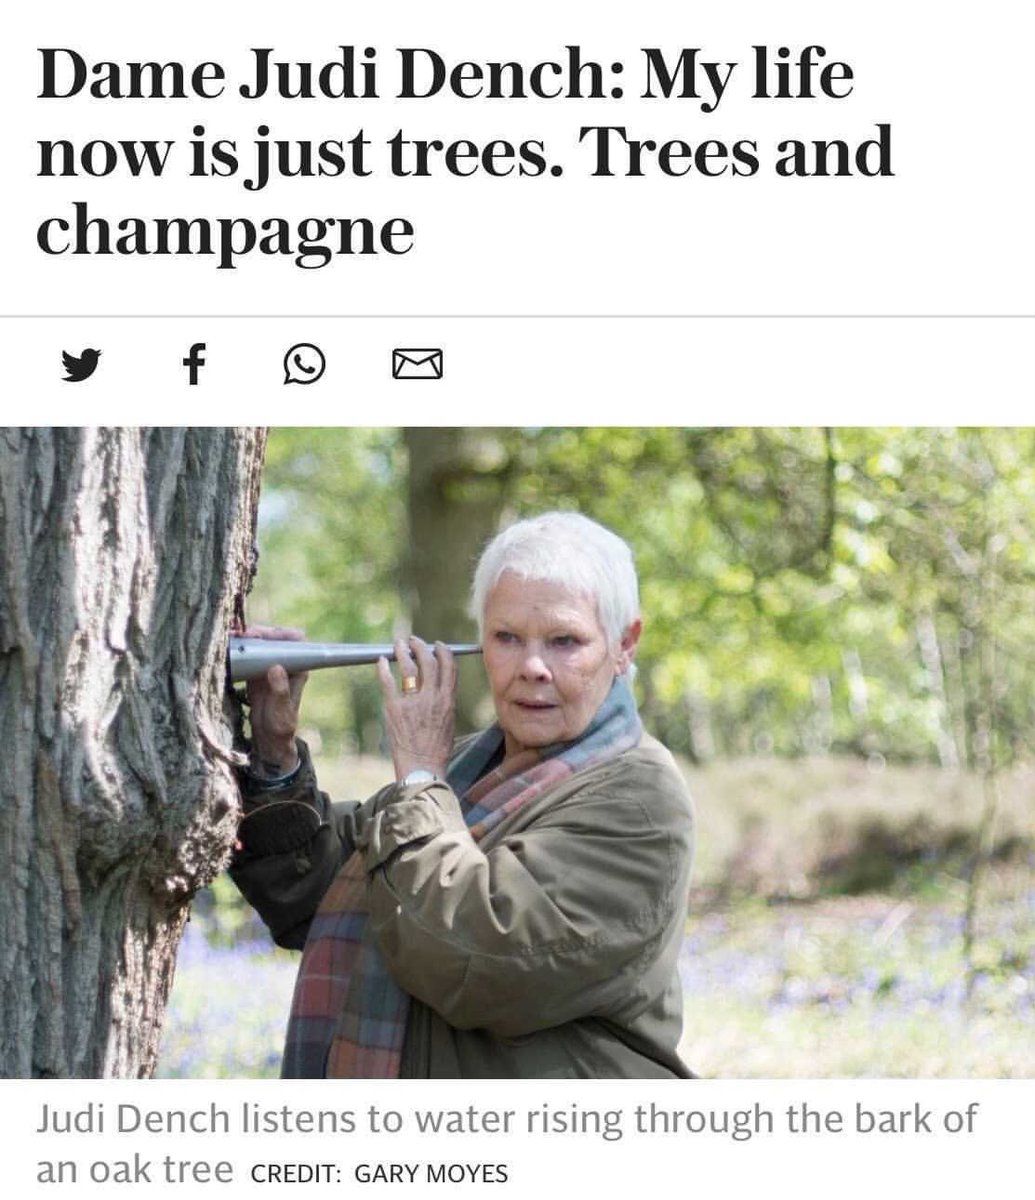 Dame Judi Dench: My life
now is just trees. Trees and
champagne
Judi Dench listens to water rising through the bark of
an oak tree CREDIT: GARY MOYES